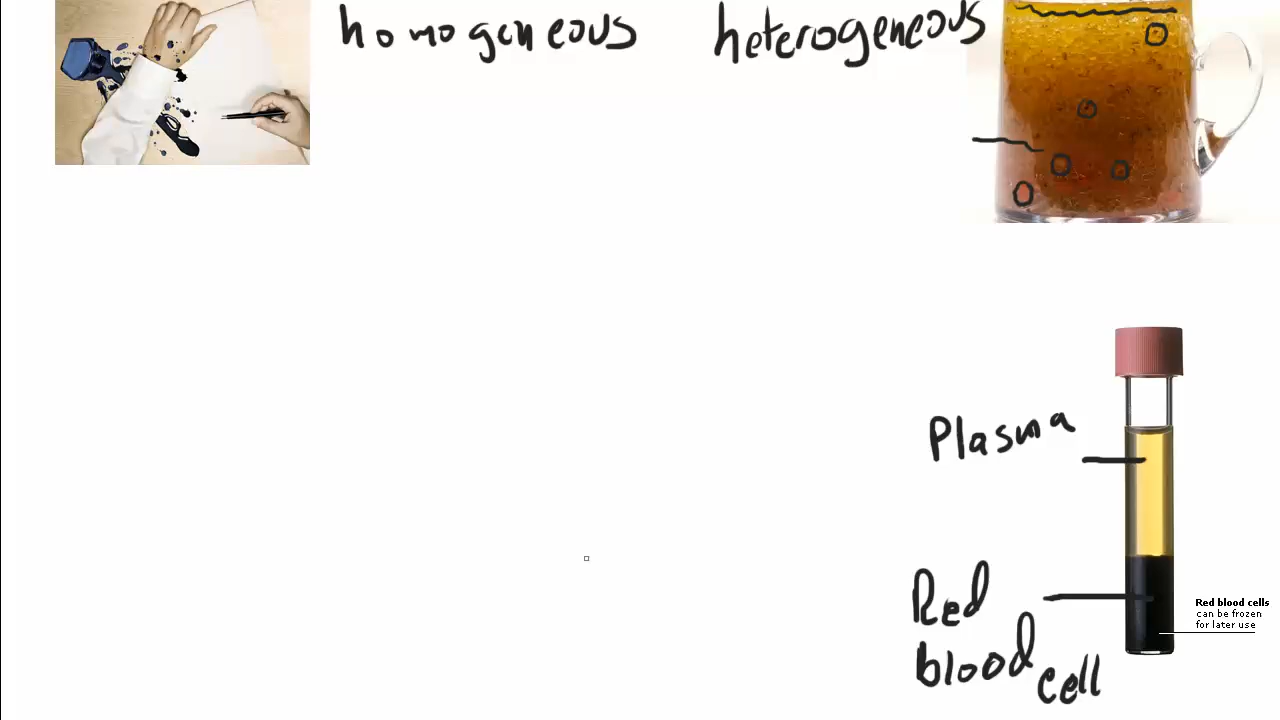 homogeneous
heterogeneous
Plasma
Red
blood cell
Red blood cells
can be frozen
for later use